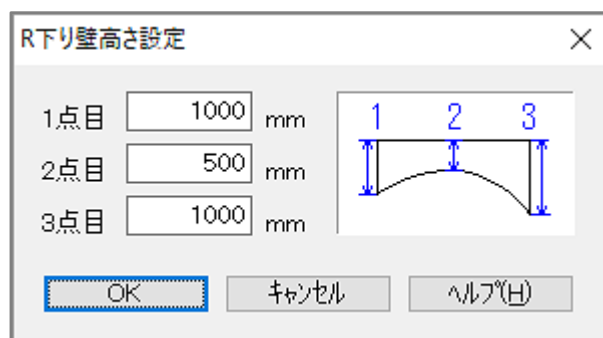 R下り壁高さ設定
1点目 1000 mm
2点目 500 mm
3点目 1000 mm
1 2 3
OK キャンセル ヘルプ(H)